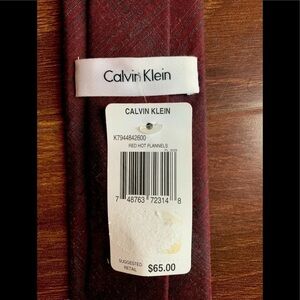 Calvin Klein
CALVIN KLEIN
K7944842600
RED HOT FLANNELS
7 48763 72314 8
SUGGESTED
RETAIL
$65.00